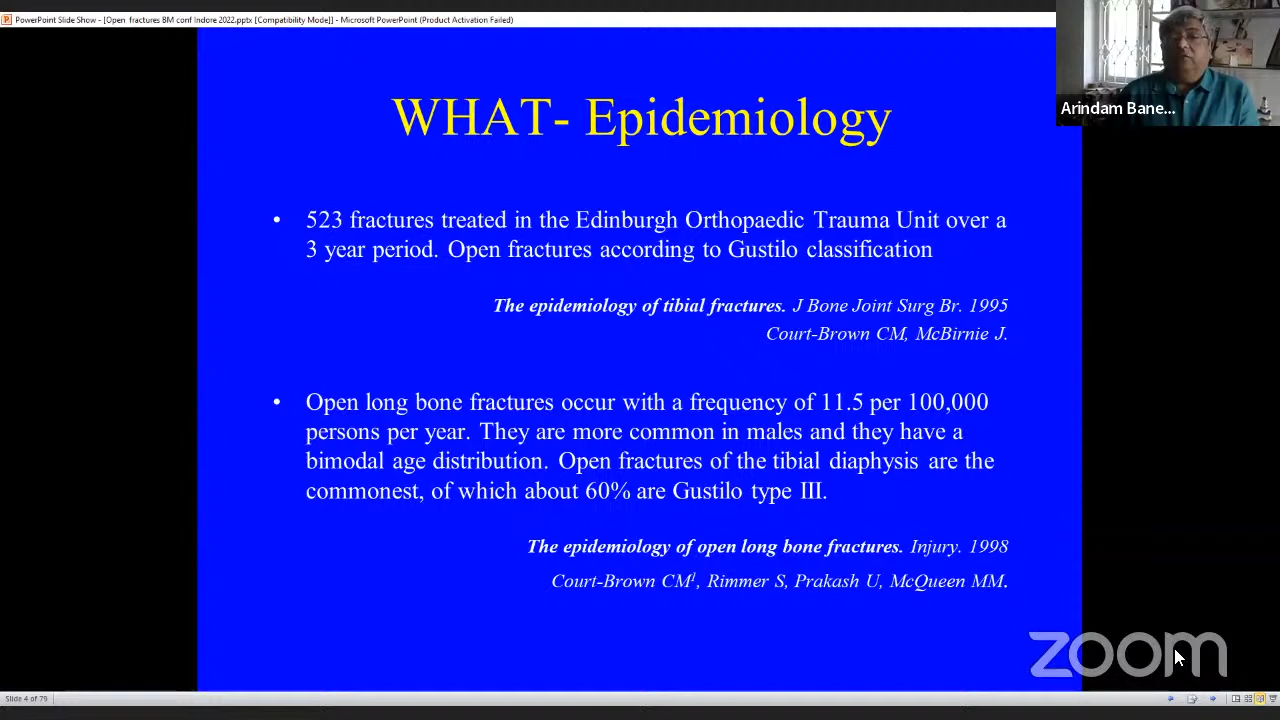 PowerPoint Slide Show - [Open fractures BM conf Indore 2022.pptx [Compatibility Mode]] - Microsoft PowerPoint (Product Activation Failed)
Arindam Bane...
WHAT- Epidemiology
• 523 fractures treated in the Edinburgh Orthopaedic Trauma Unit over a
3 year period. Open fractures according to Gustilo classification
The epidemiology of tibial fractures. J Bone Joint Surg Br. 1995
Court-Brown CM, McBirnie J.
• Open long bone fractures occur with a frequency of 11.5 per 100,000
persons per year. They are more common in males and they have a
bimodal age distribution. Open fractures of the tibial diaphysis are the
commonest, of which about 60% are Gustilo type III.
The epidemiology of open long bone fractures. Injury. 1998
Court-Brown CM¹, Rimmer S, Prakash U, McQueen MM.
zoom
Slide 4 of 79